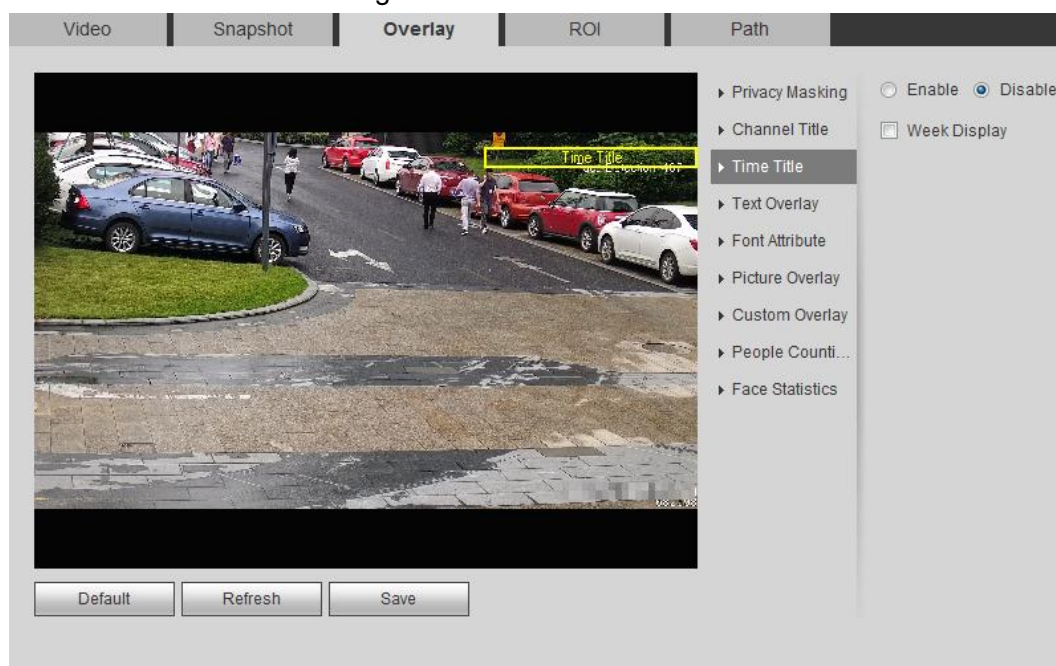 Video Snapshot Overlay ROI Path
Privacy Masking
Channel Title
Time Title
Text Overlay
Font Attribute
Picture Overlay
Custom Overlay
People Counti...
Face Statistics
Enable Disable
Week Display
Time Title
Default Refresh Save